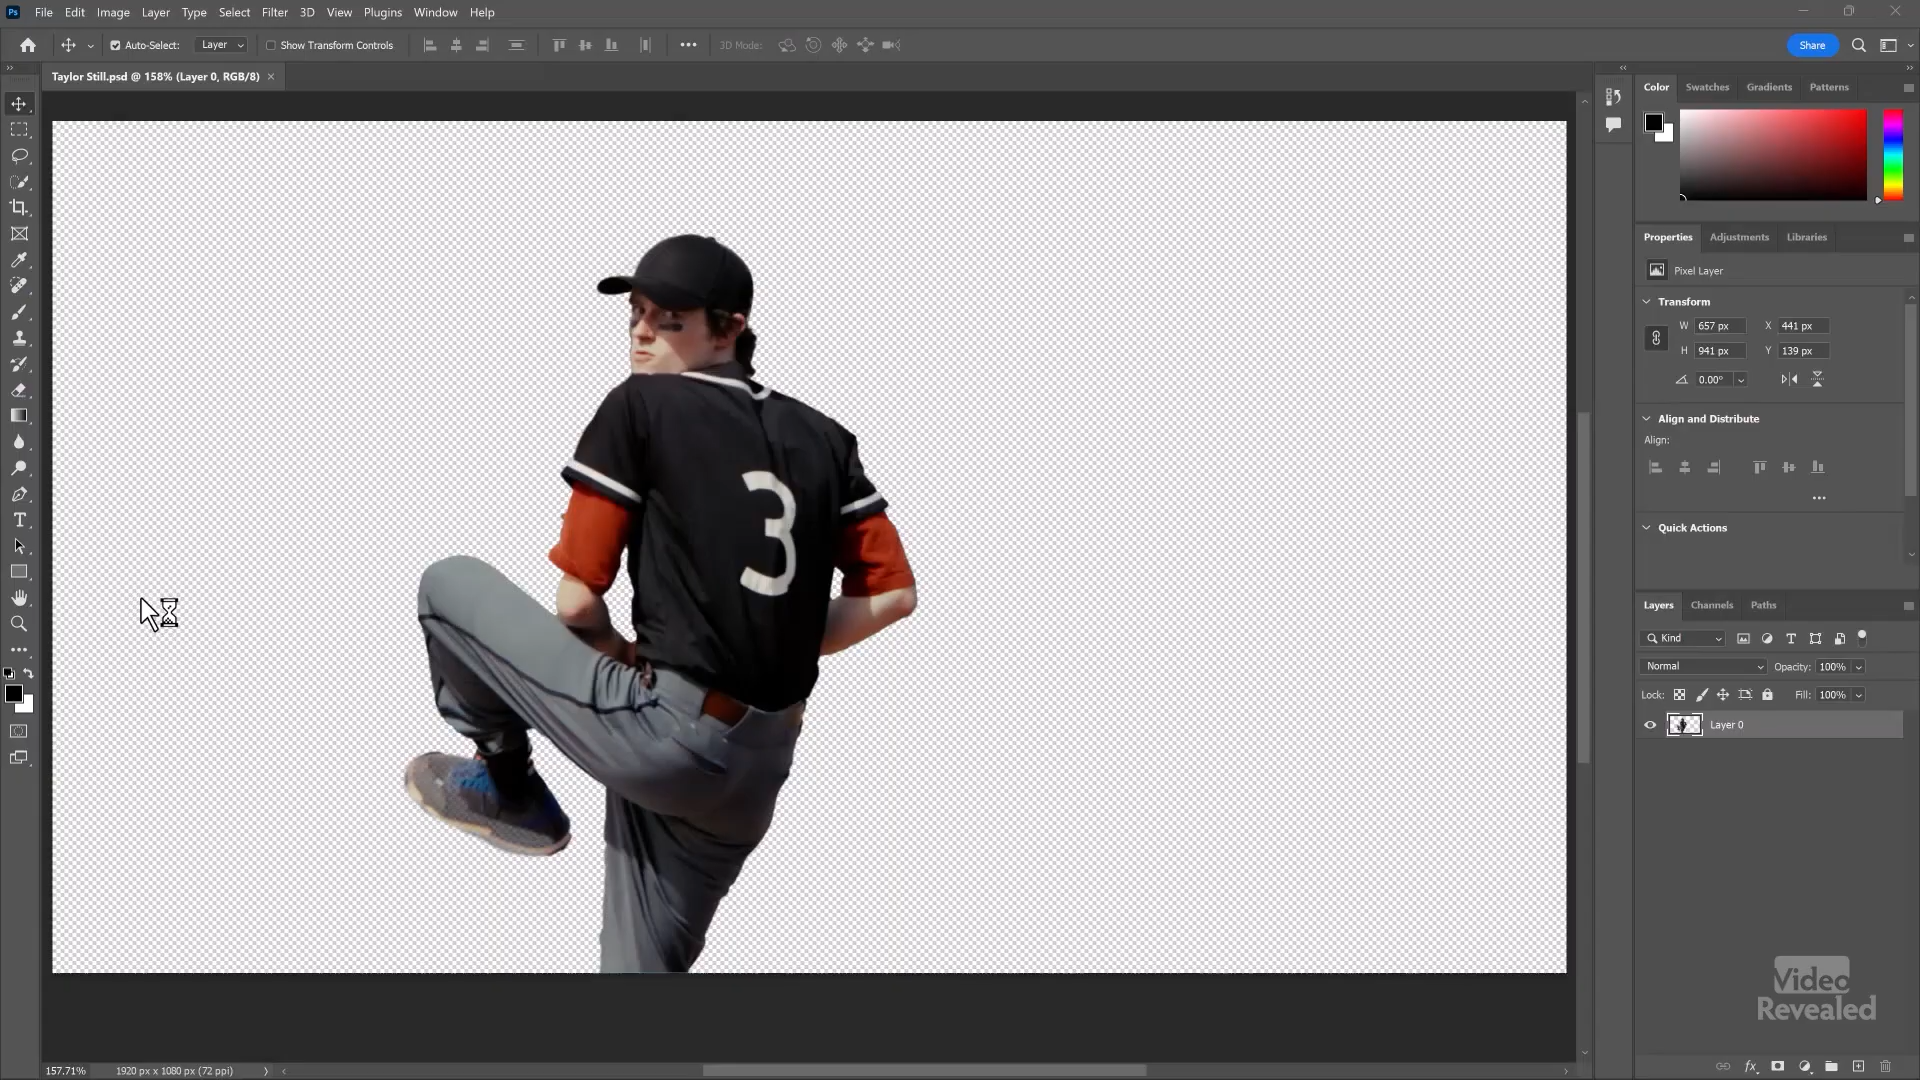 Ps File Edit Image Layer Type Select Filter 3D View Plugins Window Help
Auto-Select: Layer Show Transform Controls 3D Mode: Share
Taylor Still.psd @ 158% (Layer 0, RGB/8)
Color Swatches Gradients Patterns
Properties Adjustments Libraries
Pixel Layer
Transform
W 657 px X 441 px
H 941 px Y 139 px
0.00°
Align and Distribute
Align:
3
Quick Actions
Layers Channels Paths
Kind
Normal Opacity: 100%
Lock: Fill: 100%
Layer 0
Video
Revealed
157.71% 1920 px x 1080 px (72 ppi)